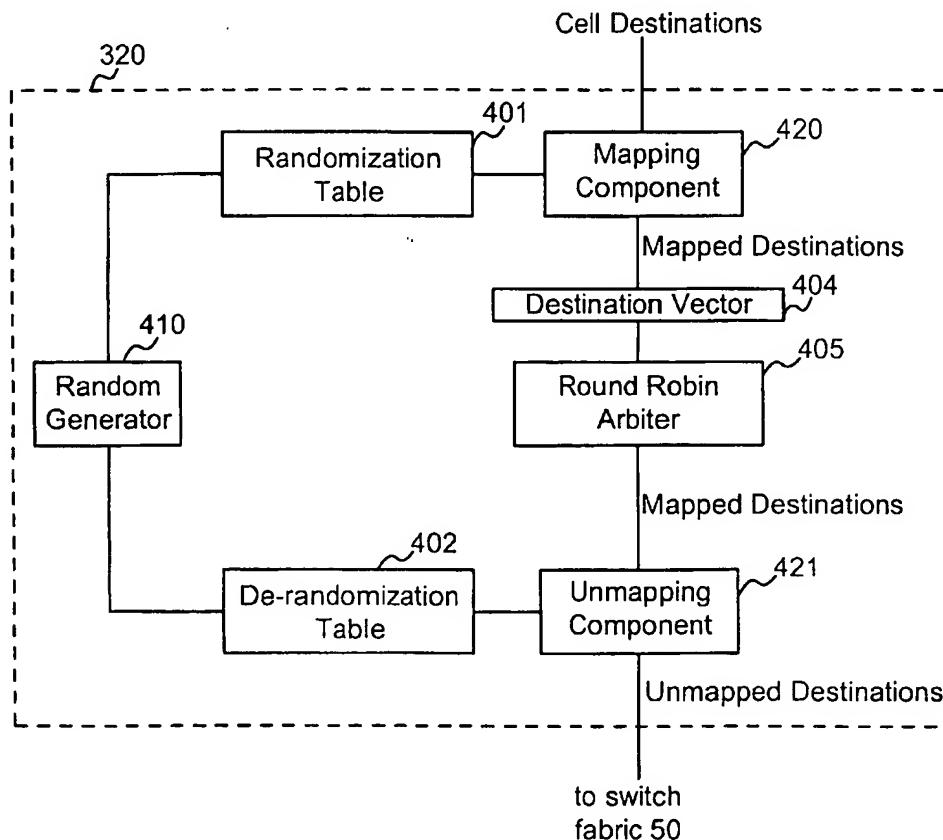 Cell Destinations
320
401
420
Randomization
Table
Mapping
Component
Mapped Destinations
Destination Vector
404
410
405
Random
Generator
Round Robin
Arbiter
Mapped Destinations
402
421
De-randomization
Table
Unmapping
Component
Unmapped Destinations
to switch
fabric 50